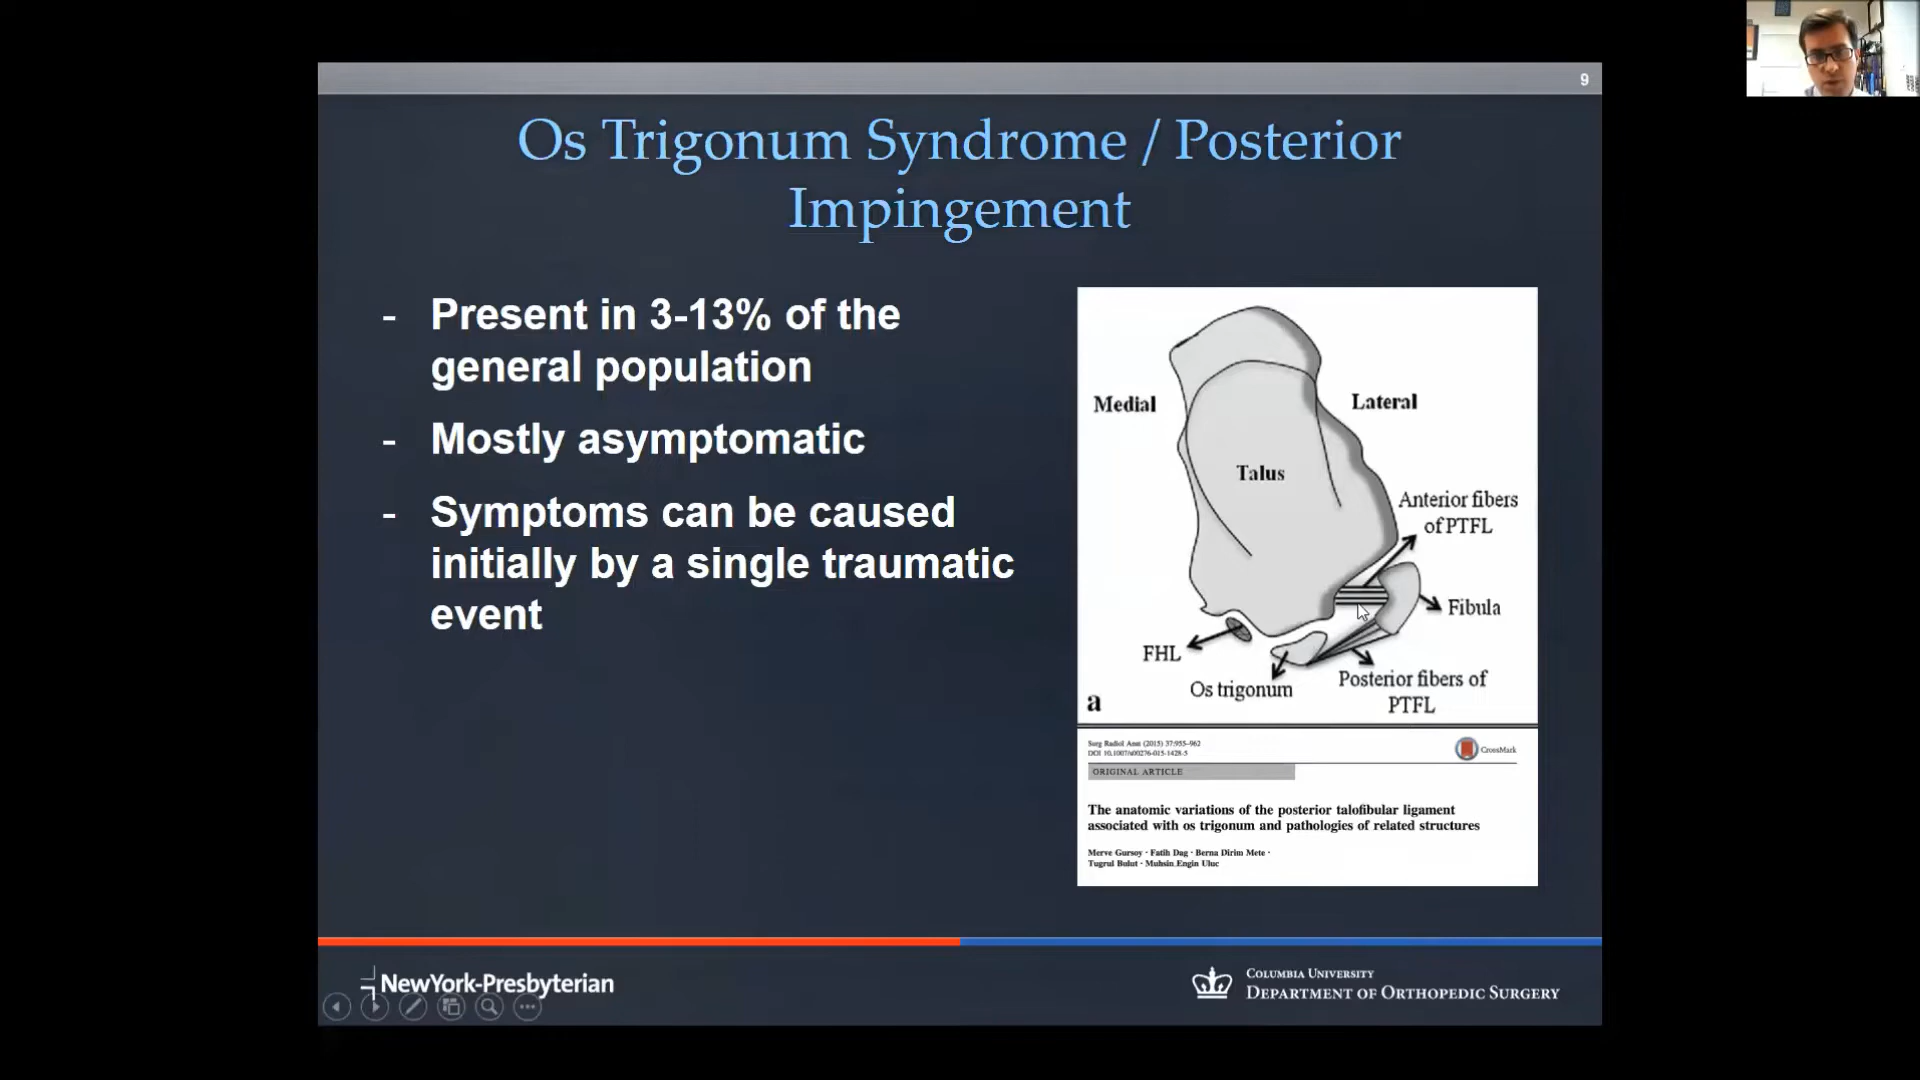 9
Os Trigonum Syndrome / Posterior
Impingement
- Present in 3-13% of the
general population
- Mostly asymptomatic
- Symptoms can be caused
initially by a single traumatic
event
Medial
Lateral
Talus
Anterior fibers
of PTFL
Fibula
FHL
Os trigonum
Posterior fibers of
PTFL
a
Surg Radiol Anat (2015) 37:955–962
DOI 10.1007/s00276-015-1428-5
CrossMark
ORIGINAL ARTICLE
The anatomic variations of the posterior talofibular ligament
associated with os trigonum and pathologies of related structures
Merve Gursoy · Fatih Dag · Berna Dirim Mete ·
Tugrul Bulut · Muhsin Engin Uluc
NewYork-Presbyterian
COLUMBIA UNIVERSITY
DEPARTMENT OF ORTHOPEDIC SURGERY